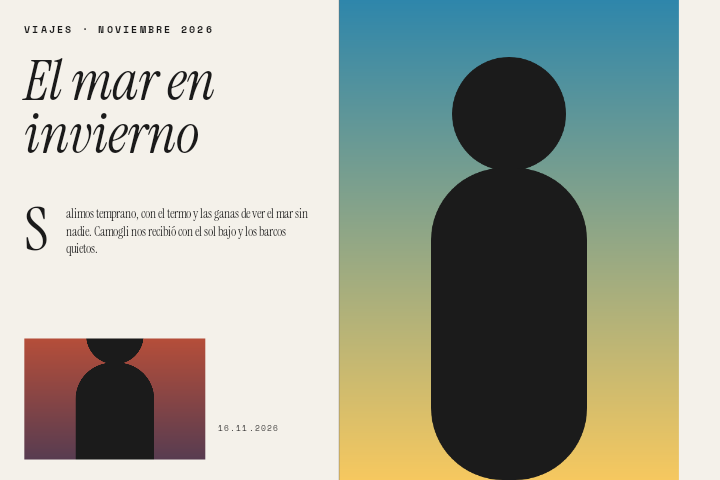 VIAJES · NOVIEMBRE 2026
El mar en
invierno
Salimos temprano, con el termo y las ganas de ver el mar sin
nadie. Camogli nos recibió con el sol bajo y los barcos
quietos.
16.11.2026